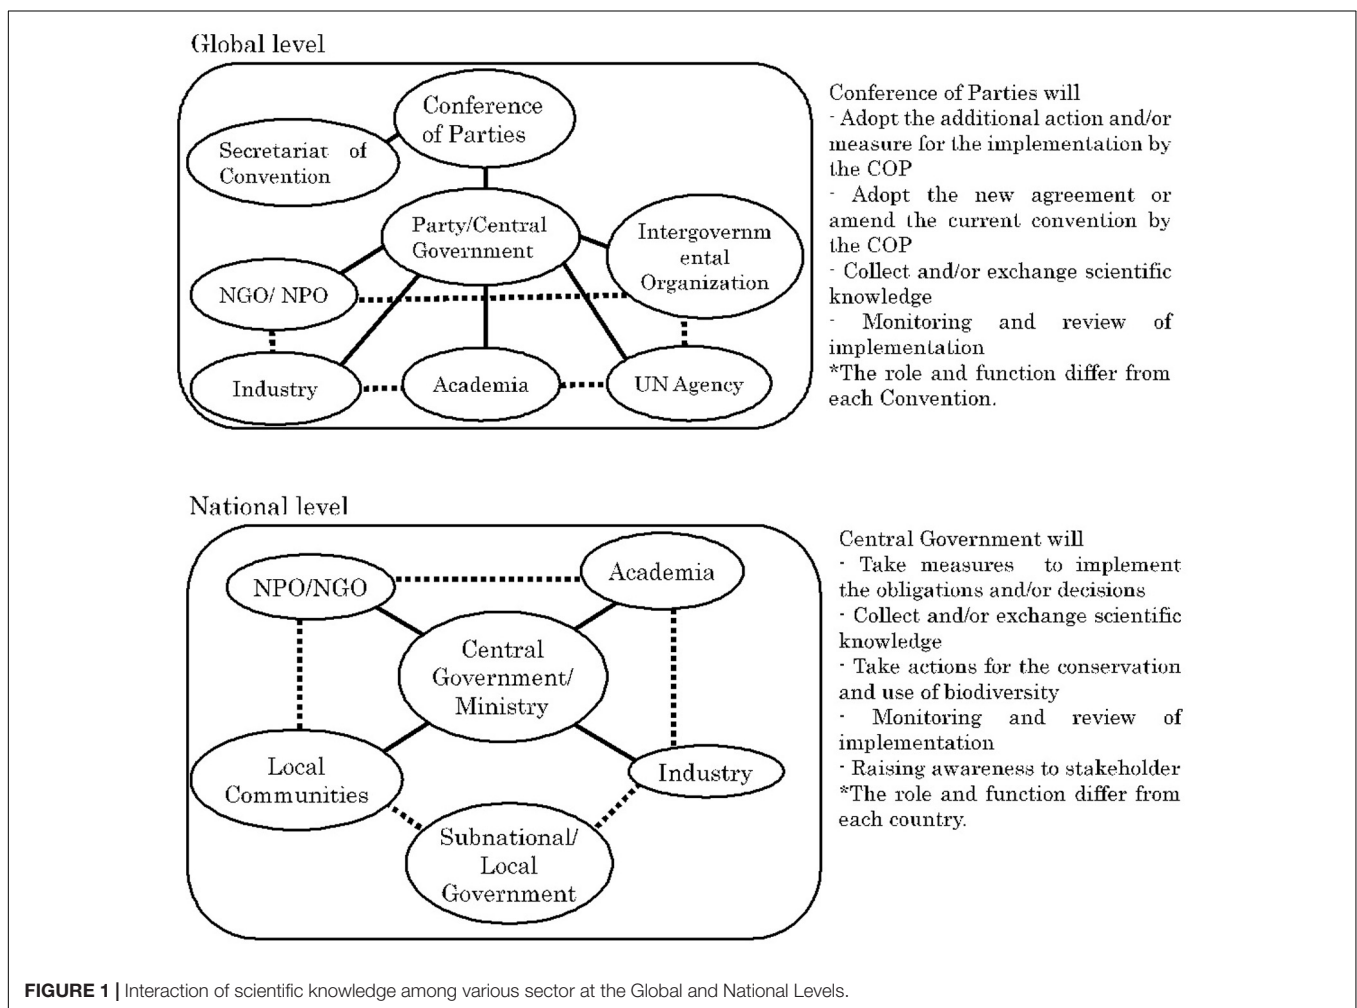 Global level
Conference
of Parties
Secretariat of
Convention
Party/Central
Government
Intergovernm
ental
Organization
NGO/ NPO
Industry
Academia
UN Agency
Conference of Parties will
- Adopt the additional action and/or
measure for the implementation by
the COP
- Adopt the new agreement or
amend the current convention by
the COP
- Collect and/or exchange scientific
knowledge
- Monitoring and review of
implementation
*The role and function differ from
each Convention.
National level
NPO/NGO
Academia
Central
Government/
Ministry
Local
Communities
Industry
Subnational/
Local
Government
Central Government will
- Take measures to implement
the obligations and/or decisions
- Collect and/or exchange scientific
knowledge
- Take actions for the conservation
and use of biodiversity
- Monitoring and review of
implementation
- Raising awareness to stakeholder
*The role and function differ from
each country.
FIGURE 1 | Interaction of scientific knowledge among various sector at the Global and National Levels.